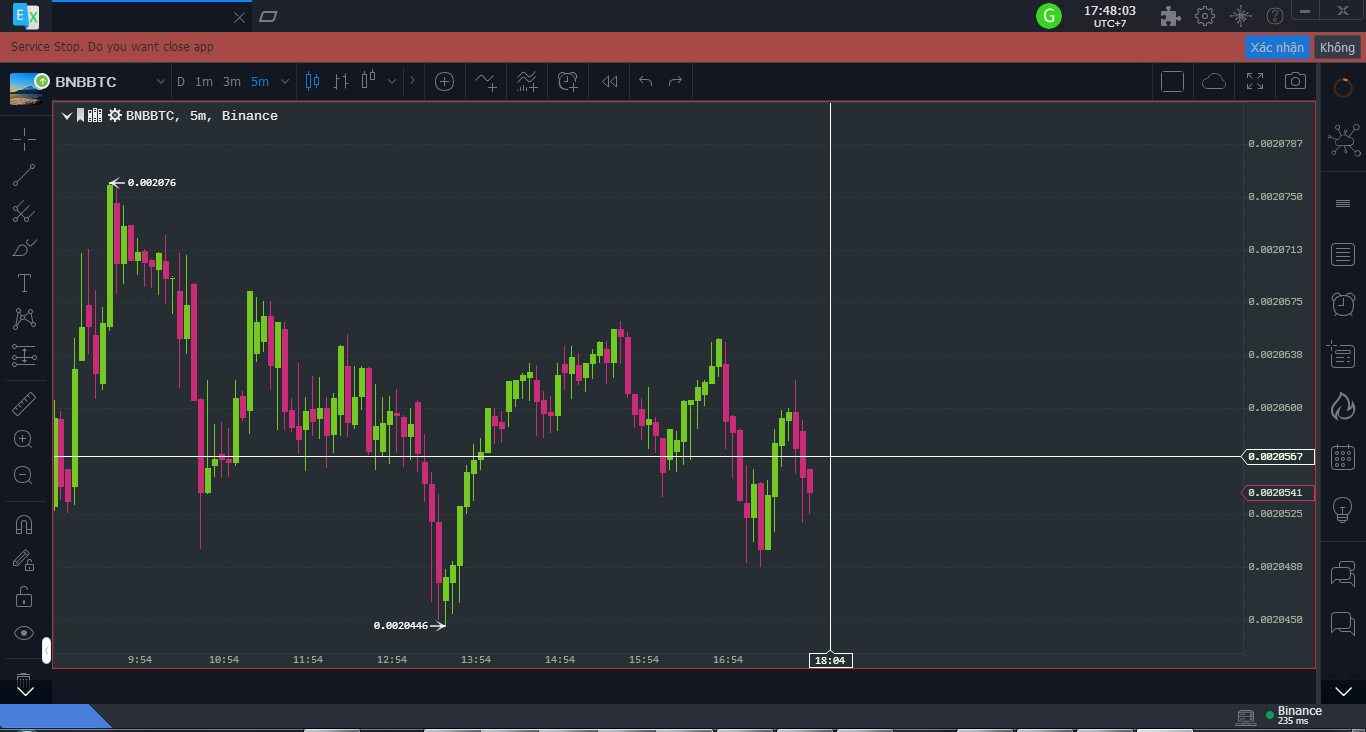 EX
G
17:48:03
UTC+7
Service Stop. Do you want close app
Xác nhận
Không
BNBBTC
D 1m 3m 5m
BNBBTC, 5m, Binance
0.0020787
0.002076
0.0020750
0.0020713
0.0020675
0.0020638
0.0020600
0.0020567
0.0020541
0.0020525
0.0020488
0.0020450
0.0020446
9:54 10:54 11:54 12:54 13:54 14:54 15:54 16:54 18:04
Binance
235 ms